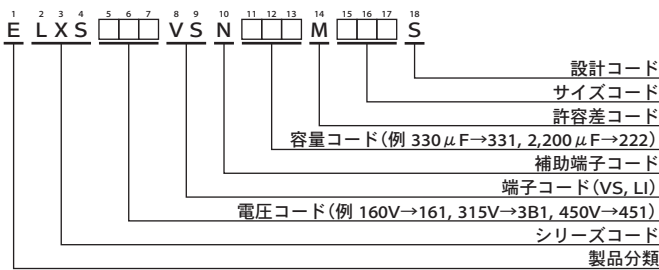 1 2 3 4 5 6 7 8 9 10 11 12 13 14 15 16 17 18
E LXS □□□ VS N □□□ M □□□ S
設計コード
サイズコード
許容差コード
容量コード(例 330μF→331, 2,200μF→222)
補助端子コード
端子コード(VS, LI)
電圧コード(例 160V→161, 315V→3B1, 450V→451)
シリーズコード
製品分類